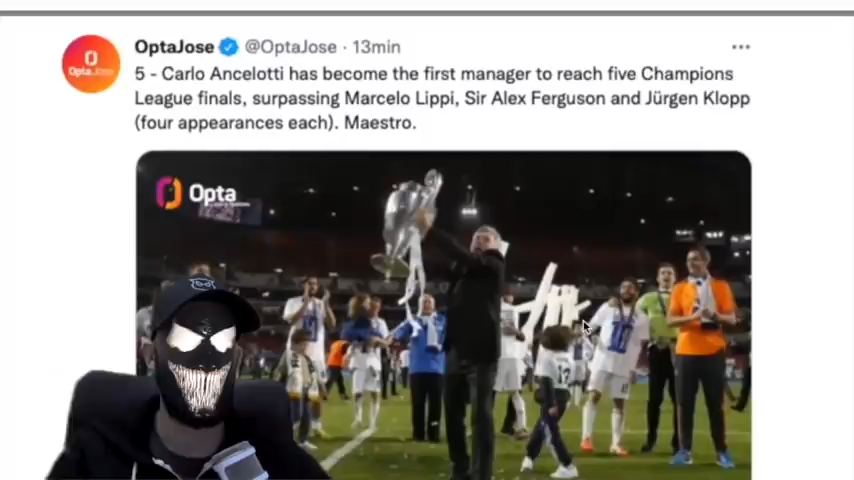 OptaJose @OptaJose · 13min
OptaJose
5 - Carlo Ancelotti has become the first manager to reach five Champions
League finals, surpassing Marcelo Lippi, Sir Alex Ferguson and Jürgen Klopp
(four appearances each). Maestro.
Opta